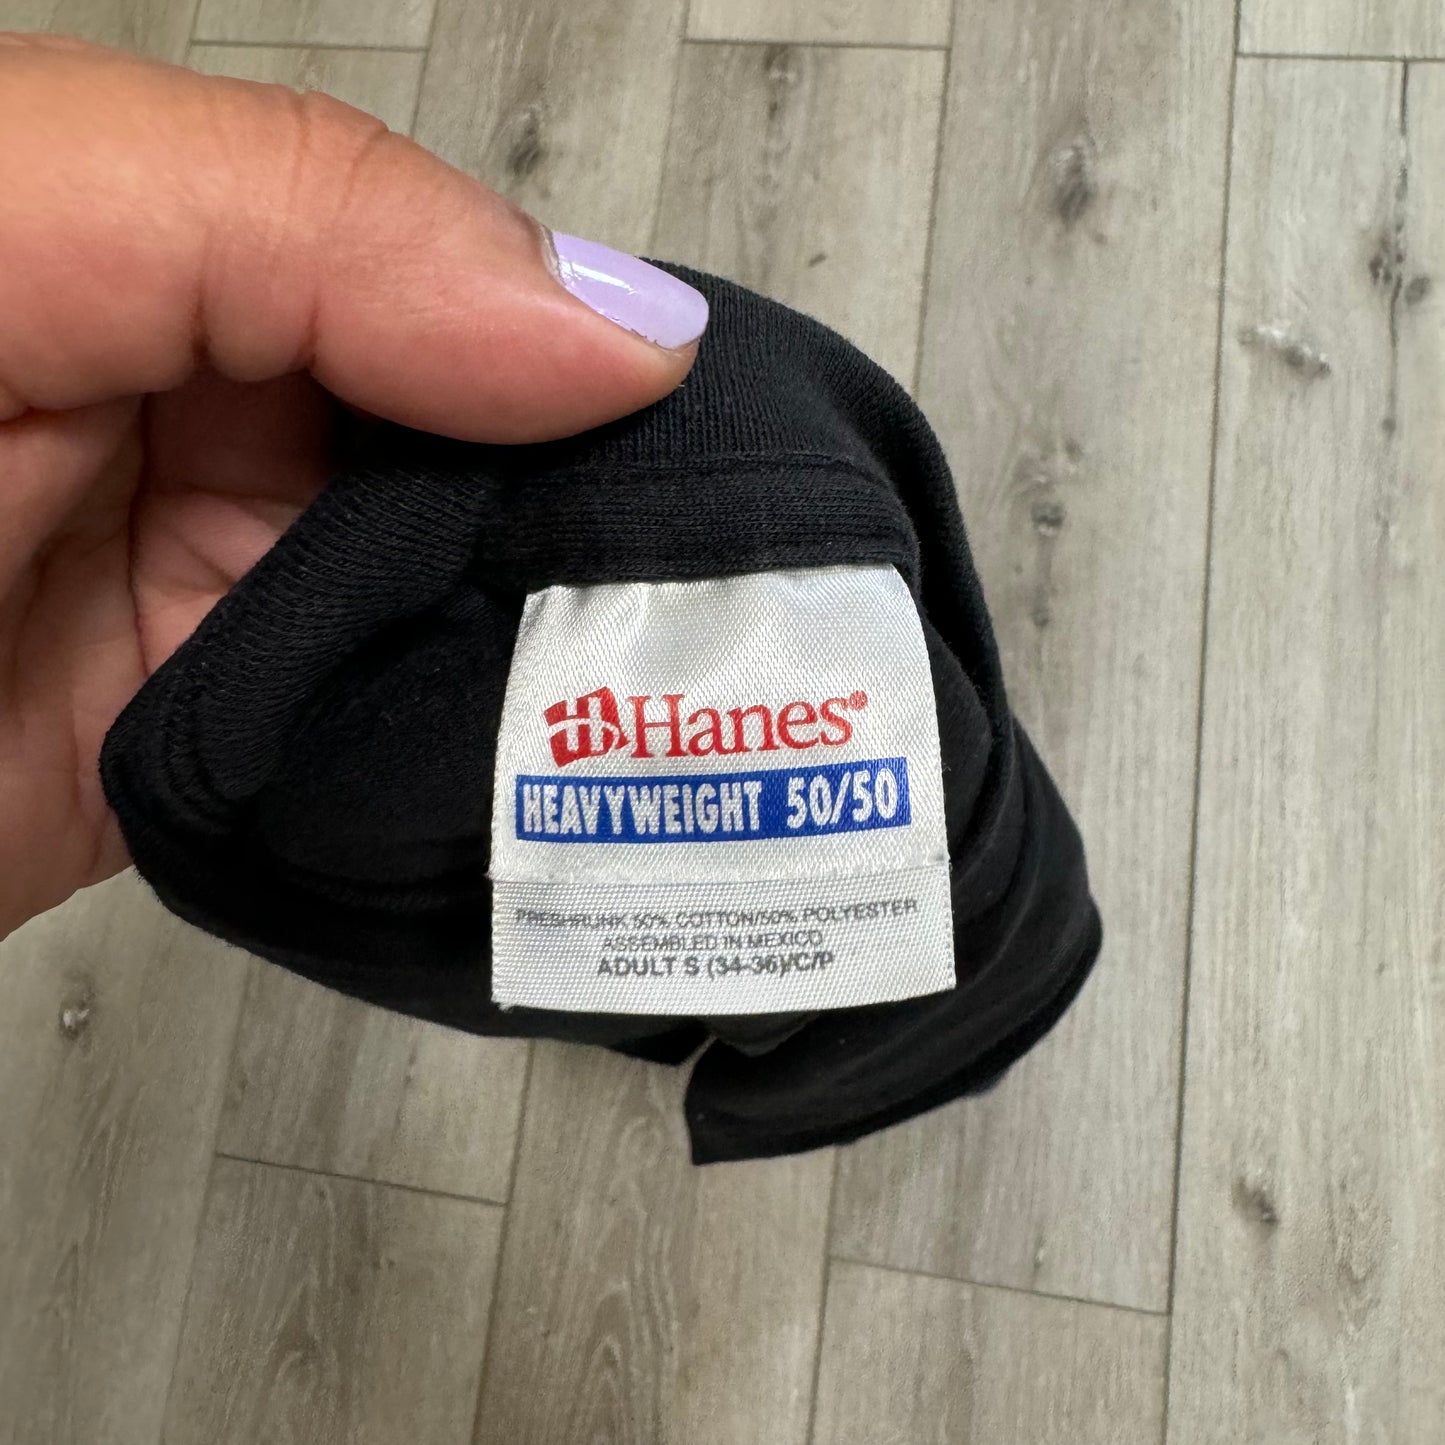 Hanes®
HEAVYWEIGHT 50/50
PRESHRUNK 50% COTTON/50% POLYESTER
ASSEMBLED IN MEXICO
ADULT S (34-36)/C/P